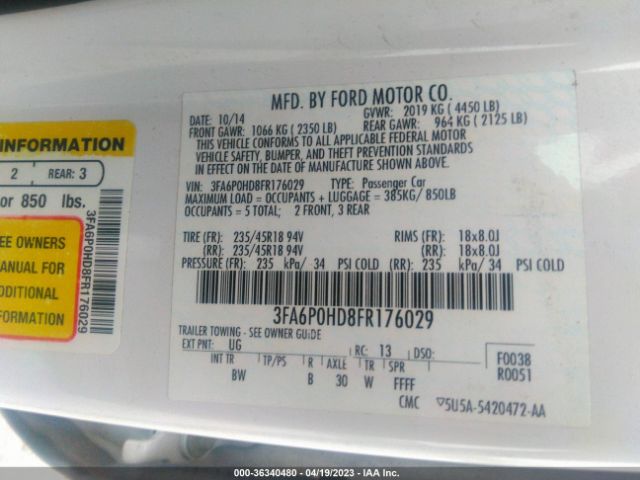 INFORMATION
2 REAR: 3
or 850 lbs.
EE OWNERS
ANUAL FOR
ADDITIONAL
FORMATION
3FA6P0HD8FR176029
MFD. BY FORD MOTOR CO.
DATE: 10/14 GVWR: 2019 KG ( 4450 LB)
FRONT GAWR: 1066 KG ( 2350 LB) REAR GAWR: 964 KG ( 2125 LB)
THIS VEHICLE CONFORMS TO ALL APPLICABLE FEDERAL MOTOR
VEHICLE SAFETY, BUMPER, AND THEFT PREVENTION STANDARDS
IN EFFECT ON THE DATE OF MANUFACTURE SHOWN ABOVE.
VIN: 3FA6P0HD8FR176029 TYPE: Passenger Car
MAXIMUM LOAD = OCCUPANTS + LUGGAGE = 385KG/ 850LB
OCCUPANTS = 5 TOTAL; 2 FRONT, 3 REAR
TIRE (FR): 235/45R18 94V RIMS (FR): 18x8.0J
(RR): 235/45R18 94V (RR): 18x8.0J
PRESSURE (FR): 235 kPa/ 34 PSI COLD (RR): 235 kPa/ 34 PSI COLD
3FA6P0HD8FR176029
TRAILER TOWING - SEE OWNER GUIDE
EXT PNT: UG RC: 13 DSO: F0038
INT TR TP/PS R AXLE TR SPR R0051
BW B 30 W FFFF
CMC ▽5U5A-5420472-AA
000-36340480 - 04/19/2023 - IAA Inc.